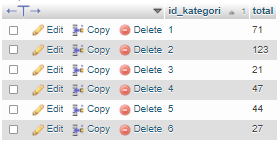 id_kategori 1 total
Edit Copy Delete 1 71
Edit Copy Delete 2 123
Edit Copy Delete 3 21
Edit Copy Delete 4 47
Edit Copy Delete 5 44
Edit Copy Delete 6 27